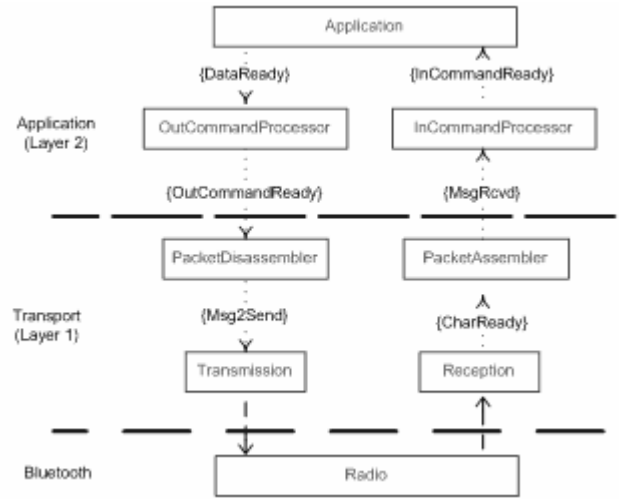 Application
{DataReady}
{InCommandReady}
Application
(Layer 2)
OutCommandProcessor
InCommandProcessor
{OutCommandReady}
{MsgRcvd}
PacketDisassembler
PacketAssembler
Transport
(Layer 1)
{Msg2Send}
{CharReady}
Transmission
Reception
Bluetooth
Radio